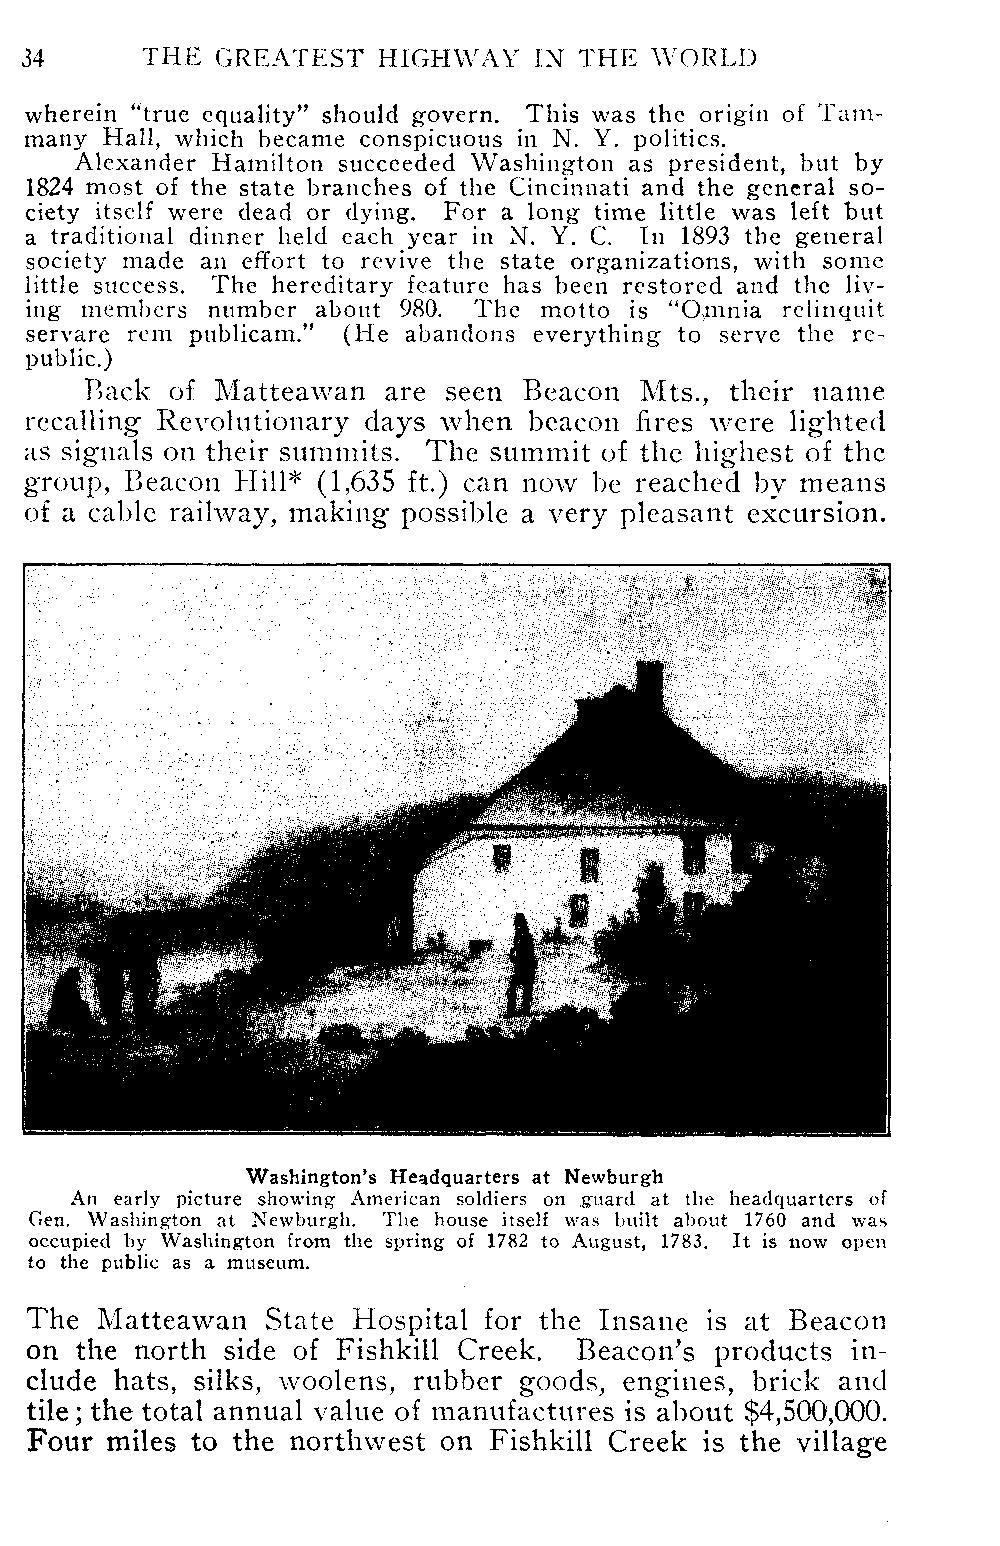 34 THE GREATEST HIGHWAY IN THE WORLD
wherein "true equality" should govern. This was the origin of Tam-
many Hall, which became conspicuous in N. Y. politics.
Alexander Hamilton succeeded Washington as president, but by
1824 most of the state branches of the Cincinnati and the general so-
ciety itself were dead or dying. For a long time little was left but
a traditional dinner held each year in N. Y. C. In 1893 the general
society made an effort to revive the state organizations, with some
little success. The hereditary feature has been restored and the liv-
ing members number about 980. The motto is "Omnia relinquit
servare rem publicam." (He abandons everything to serve the re-
public.)
Back of Matteawan are seen Beacon Mts., their name
recalling Revolutionary days when beacon fires were lighted
as signals on their summits. The summit of the highest of the
group, Beacon Hill* (1,635 ft.) can now be reached by means
of a cable railway, making possible a very pleasant excursion.
Washington's Headquarters at Newburgh
An early picture showing American soldiers on guard at the headquarters of
Gen. Washington at Newburgh. The house itself was built about 1760 and was
occupied by Washington from the spring of 1782 to August, 1783. It is now open
to the public as a museum.
The Matteawan State Hospital for the Insane is at Beacon
on the north side of Fishkill Creek. Beacon's products in-
clude hats, silks, woolens, rubber goods, engines, brick and
tile; the total annual value of manufactures is about $4,500,000.
Four miles to the northwest on Fishkill Creek is the village